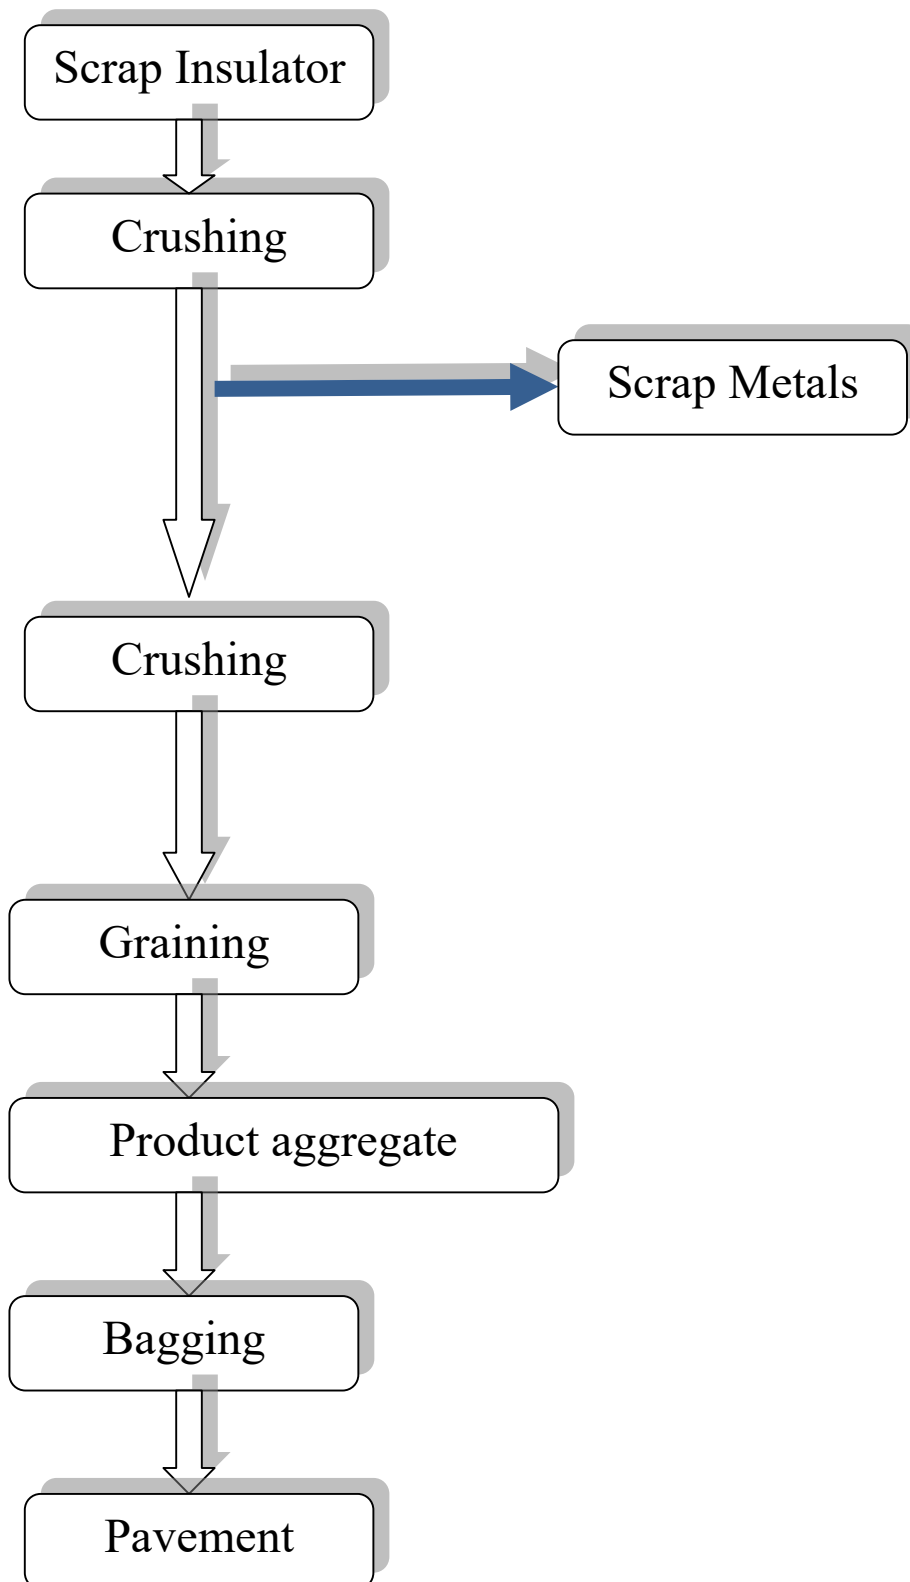 Scrap Insulator
Crushing
Scrap Metals
Crushing
Graining
Product aggregate
Bagging
Pavement